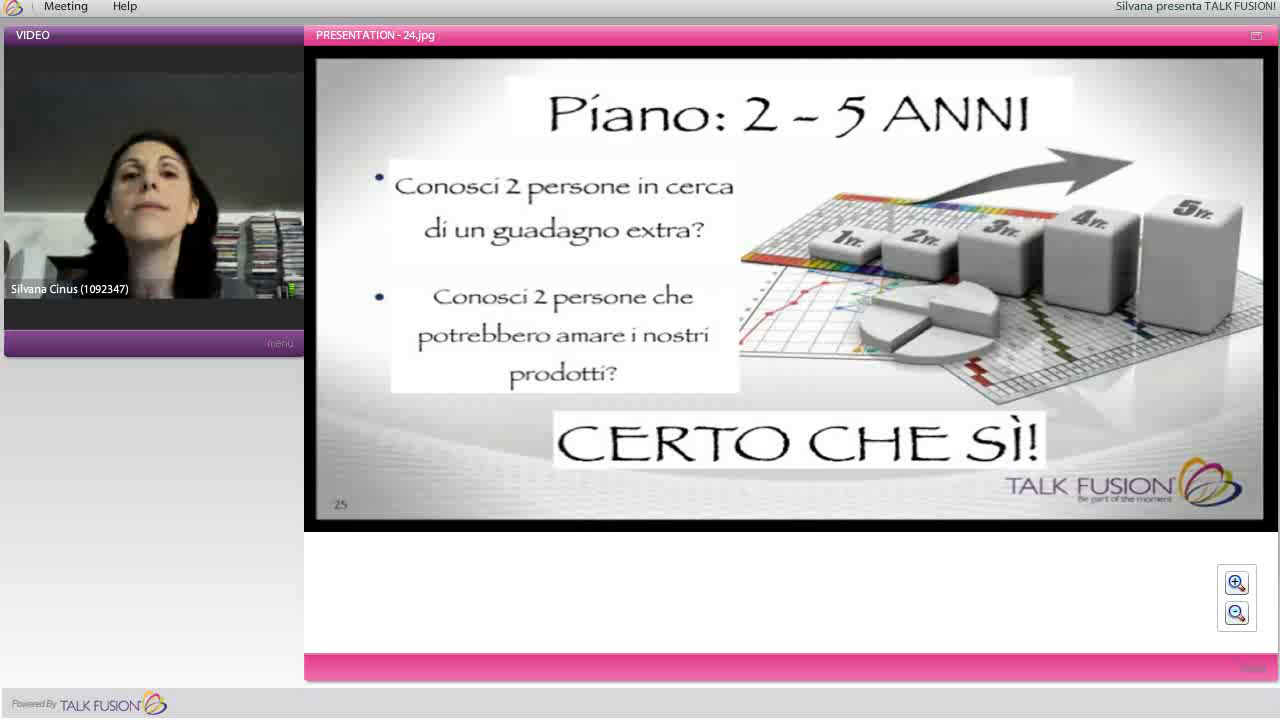 Meeting Help
Silvana presenta TALK FUSION!
VIDEO
PRESENTATION - 24.jpg
Silvana Cinus (1092347)
menu
Piano: 2 - 5 ANNI
Conosci 2 persone in cerca
di un guadagno extra?
Conosci 2 persone che
potrebbero amare i nostri
prodotti?
1yr.
2yr.
3yr.
4yr.
5yr.
CERTO CHE SÌ!
TALK FUSION
Be part of the moment
25
Powered By TALK FUSION